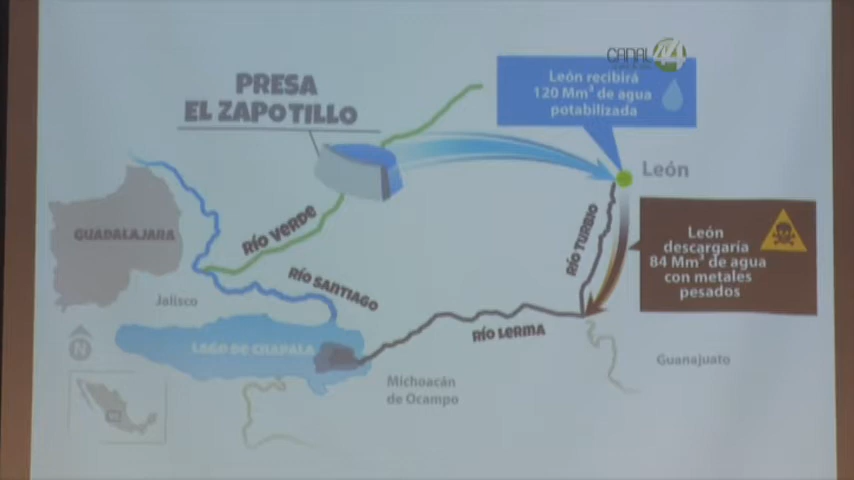 CANAL 44
PRESA
EL ZAPOTILLO
León recibirá
120 Mm³ de agua
potabilizada
León
GUADALAJARA
RÍO VERDE
RÍO TURBIO
León
descargaría
84 Mm³ de agua
con metales
pesados
Jalisco
RÍO SANTIAGO
LAGO DE CHAPALA
RÍO LERMA
N
Michoacán
de Ocampo
Guanajuato